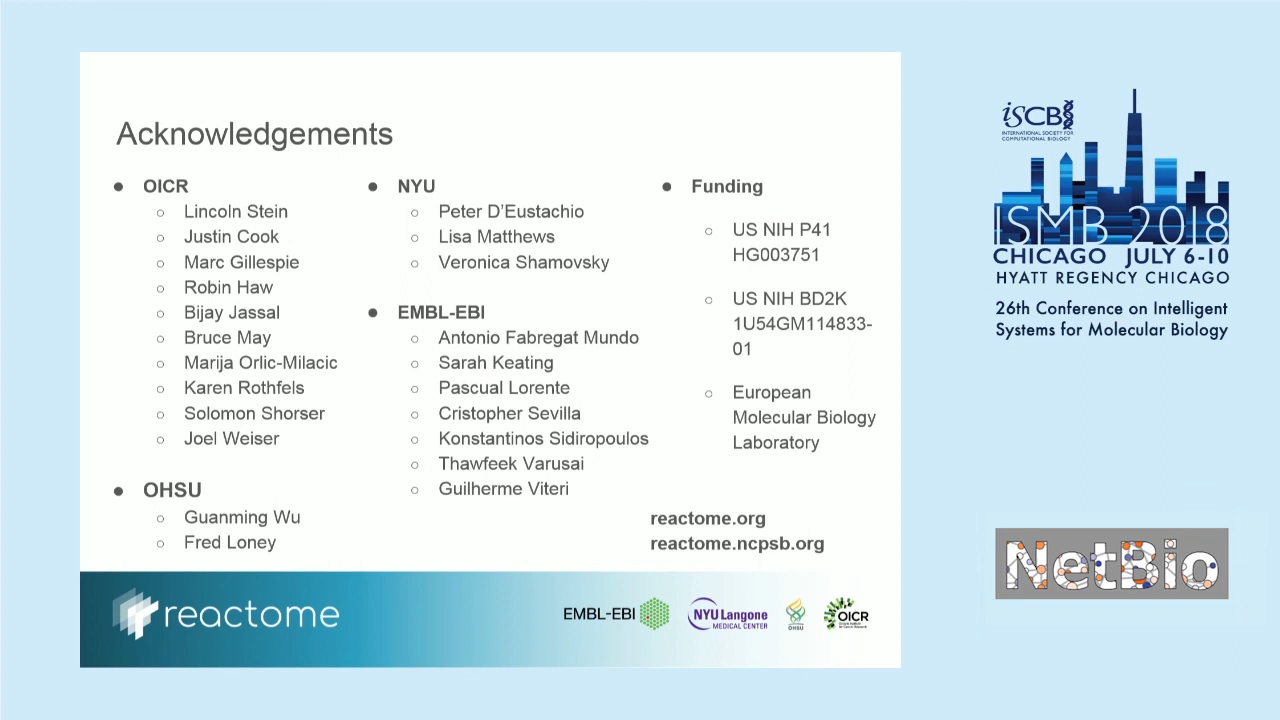 Acknowledgements
● OICR
○ Lincoln Stein
○ Justin Cook
○ Marc Gillespie
○ Robin Haw
○ Bijay Jassal
○ Bruce May
○ Marija Orlic-Milacic
○ Karen Rothfels
○ Solomon Shorser
○ Joel Weiser
● OHSU
○ Guanming Wu
○ Fred Loney
● NYU
○ Peter D'Eustachio
○ Lisa Matthews
○ Veronica Shamovsky
● EMBL-EBI
○ Antonio Fabregat Mundo
○ Sarah Keating
○ Pascual Lorente
○ Cristopher Sevilla
○ Konstantinos Sidiropoulos
○ Thawfeek Varusai
○ Guilherme Viteri
● Funding
○ US NIH P41
HG003751
○ US NIH BD2K
1U54GM114833-
01
○ European
Molecular Biology
Laboratory
reactome.org
reactome.ncpsb.org
reactome
EMBL-EBI
NYU Langone
MEDICAL CENTER
OHSU
OICR
iSCB
INTERNATIONAL SOCIETY FOR
COMPUTATIONAL BIOLOGY
ISMB 2018
CHICAGO JULY 6-10
HYATT REGENCY CHICAGO
26th Conference on Intelligent
Systems for Molecular Biology
NetBio